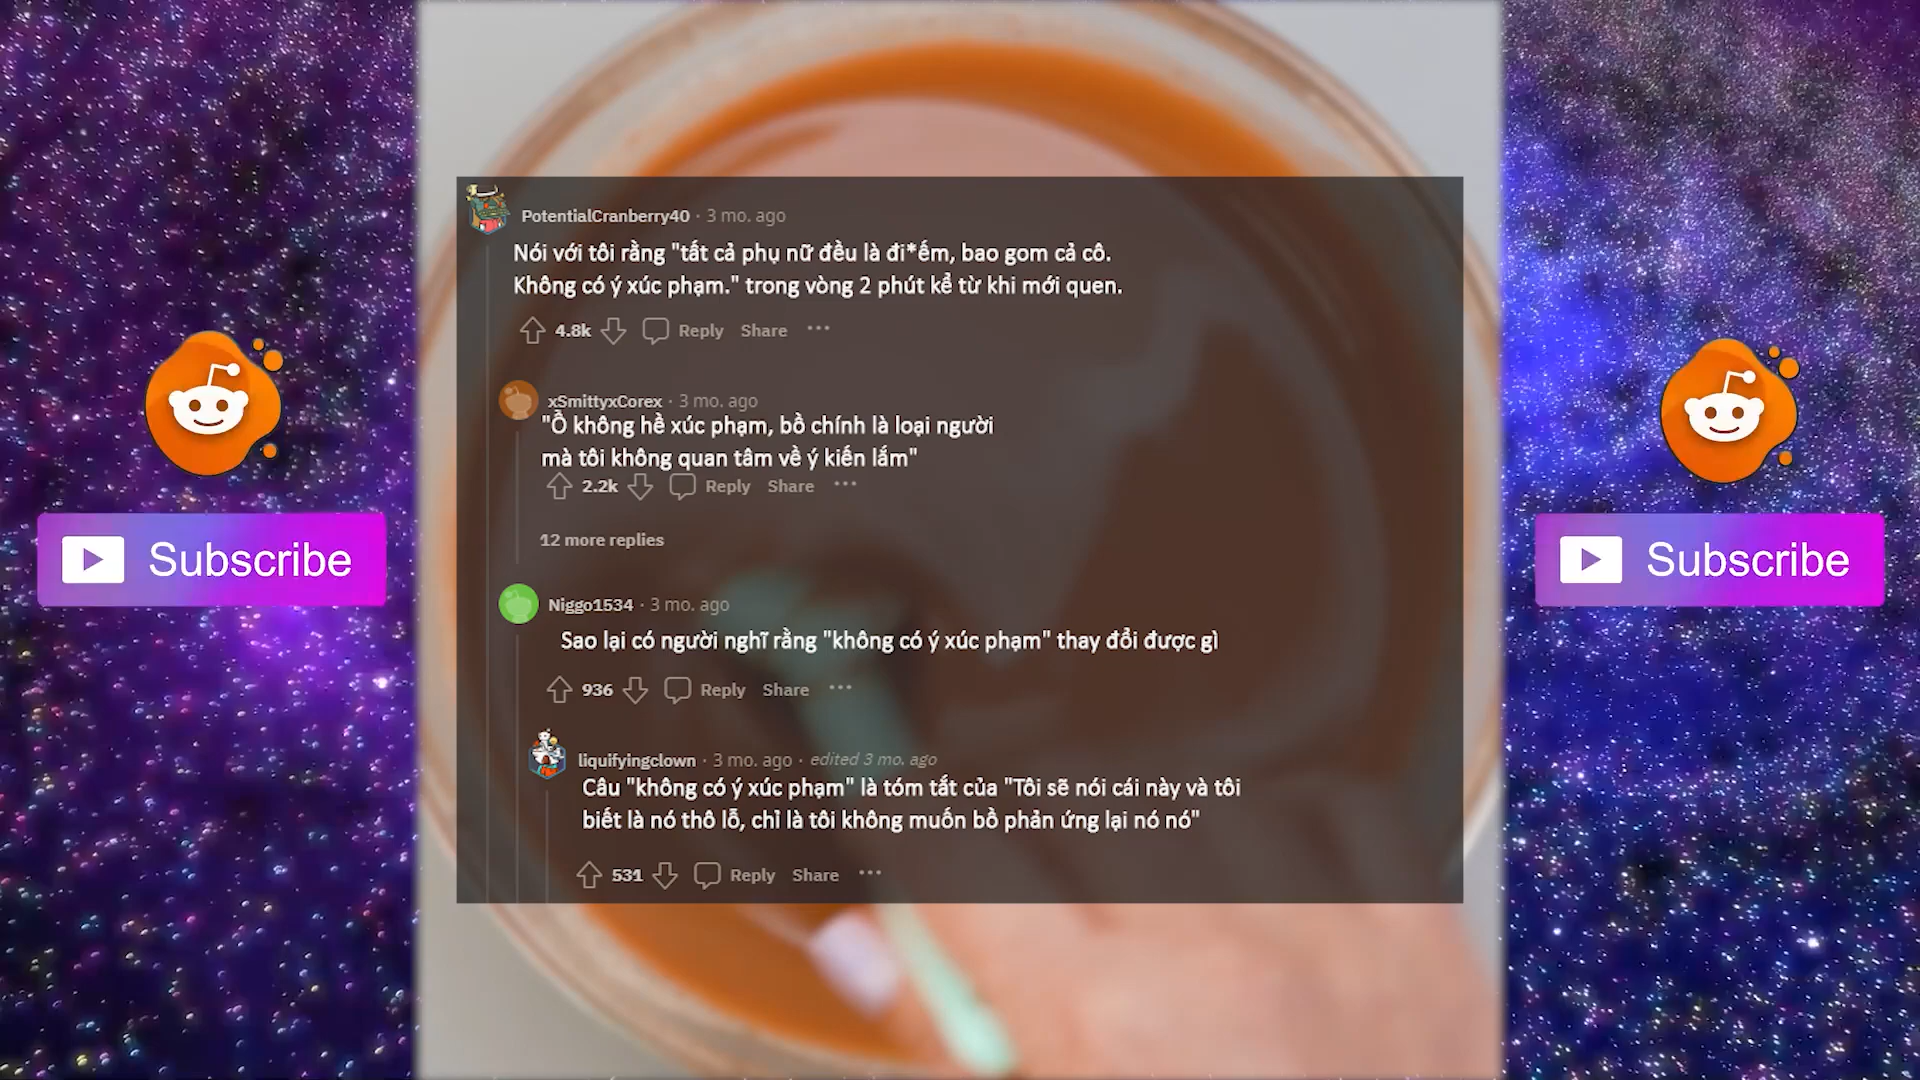 PotentialCranberry40 · 3 mo. ago
Nói với tôi rằng "tất cả phụ nữ đều là đi*ếm, bao gom cả cô.
Không có ý xúc phạm." trong vòng 2 phút kể từ khi mới quen.
4.8k Reply Share ···
xSmittyxCorex · 3 mo. ago
"Ồ không hề xúc phạm, bồ chính là loại người
mà tôi không quan tâm về ý kiến lắm"
2.2k Reply Share ···
12 more replies
Subscribe
Subscribe
Niggo1534 · 3 mo. ago
Sao lại có người nghĩ rằng "không có ý xúc phạm" thay đổi được gì
936 Reply Share ···
liquifyingclown · 3 mo. ago · edited 3 mo. ago
Câu "không có ý xúc phạm" là tóm tắt của "Tôi sẽ nói cái này và tôi
biết là nó thô lỗ, chỉ là tôi không muốn bồ phản ứng lại nó nó"
531 Reply Share ···